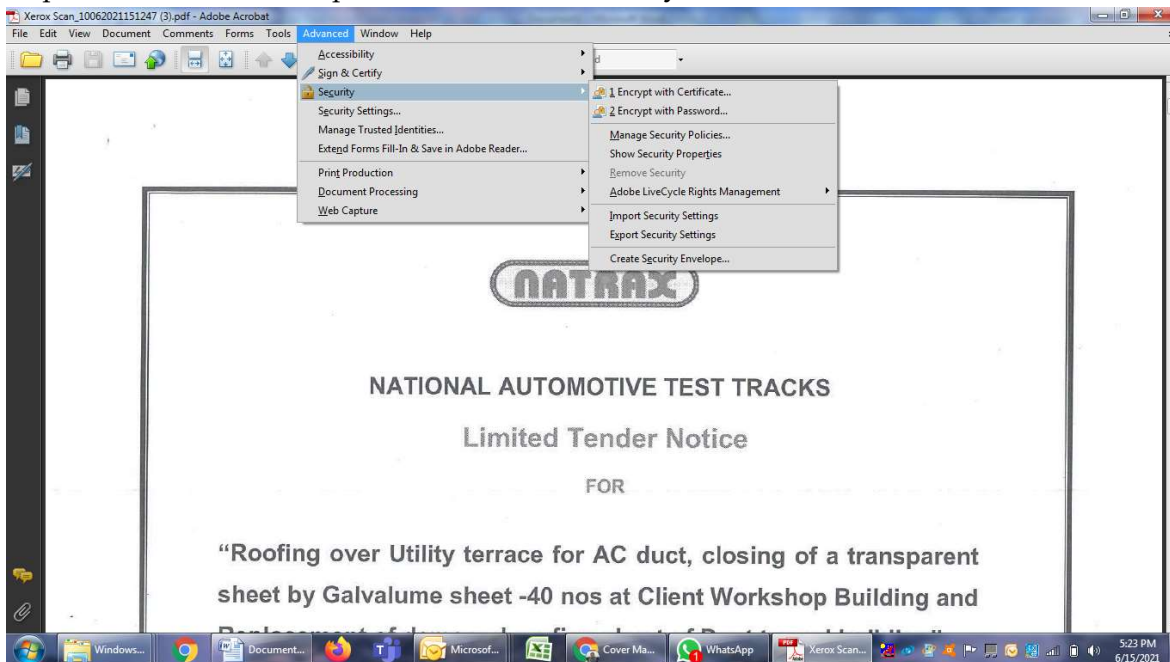 Xerox Scan_10062021151247 (3).pdf - Adobe Acrobat
File Edit View Document Comments Forms Tools Advanced Window Help
Accessibility
Sign & Certify
Security
Security Settings...
Manage Trusted Identities...
Extend Forms Fill-In & Save in Adobe Reader...
Print Production
Document Processing
Web Capture
1 Encrypt with Certificate...
2 Encrypt with Password...
Manage Security Policies...
Show Security Properties
Remove Security
Adobe LiveCycle Rights Management
Import Security Settings
Export Security Settings
Create Security Envelope...
NATRAX
NATIONAL AUTOMOTIVE TEST TRACKS
Limited Tender Notice
FOR
“Roofing over Utility terrace for AC duct, closing of a transparent
sheet by Galvalume sheet -40 nos at Client Workshop Building and
Windows... Document... Microsof... Cover Ma... WhatsApp Xerox Scan... 5:23 PM
6/15/2021